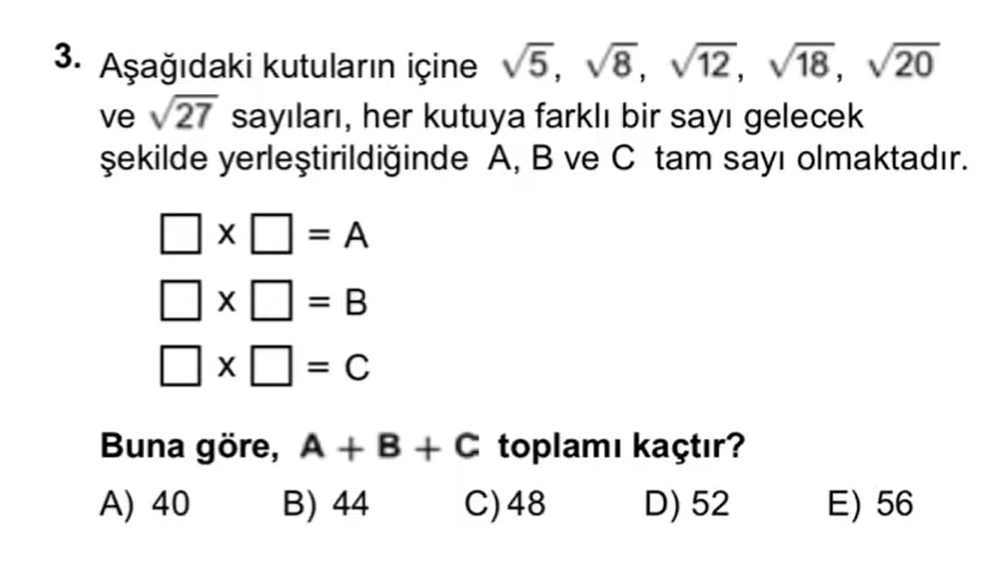 3. Aşağıdaki kutuların içine √5, √8, √12, √18, √20
ve √27 sayıları, her kutuya farklı bir sayı gelecek
şekilde yerleştirildiğinde A, B ve C tam sayı olmaktadır.
□ x □ = A
□ x □ = B
□ x □ = C
Buna göre, A + B + C toplamı kaçtır?
A) 40 B) 44 C) 48 D) 52 E) 56